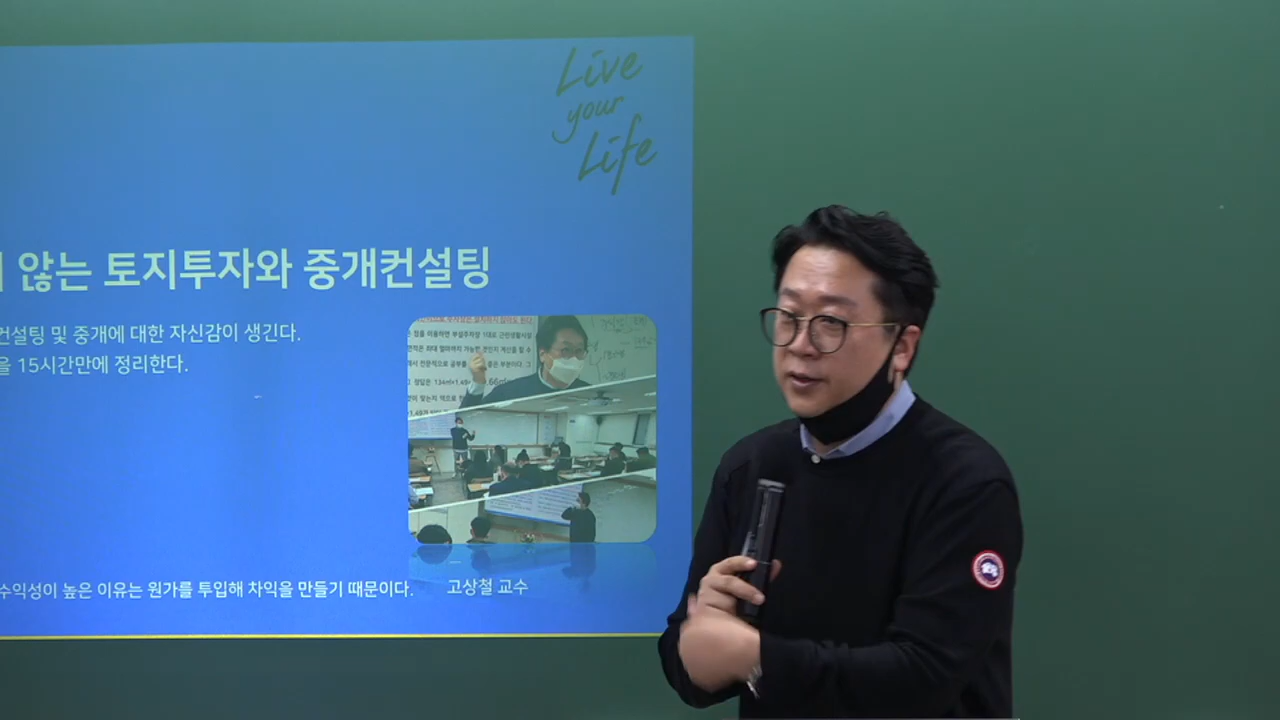 Live
your
Life
않는 토지투자와 중개컨설팅
컨설팅 및 중개에 대한 자신감이 생긴다.
을 15시간만에 정리한다.
수익성이 높은 이유는 원가를 투입해 차익을 만들기 때문이다.
고상철 교수